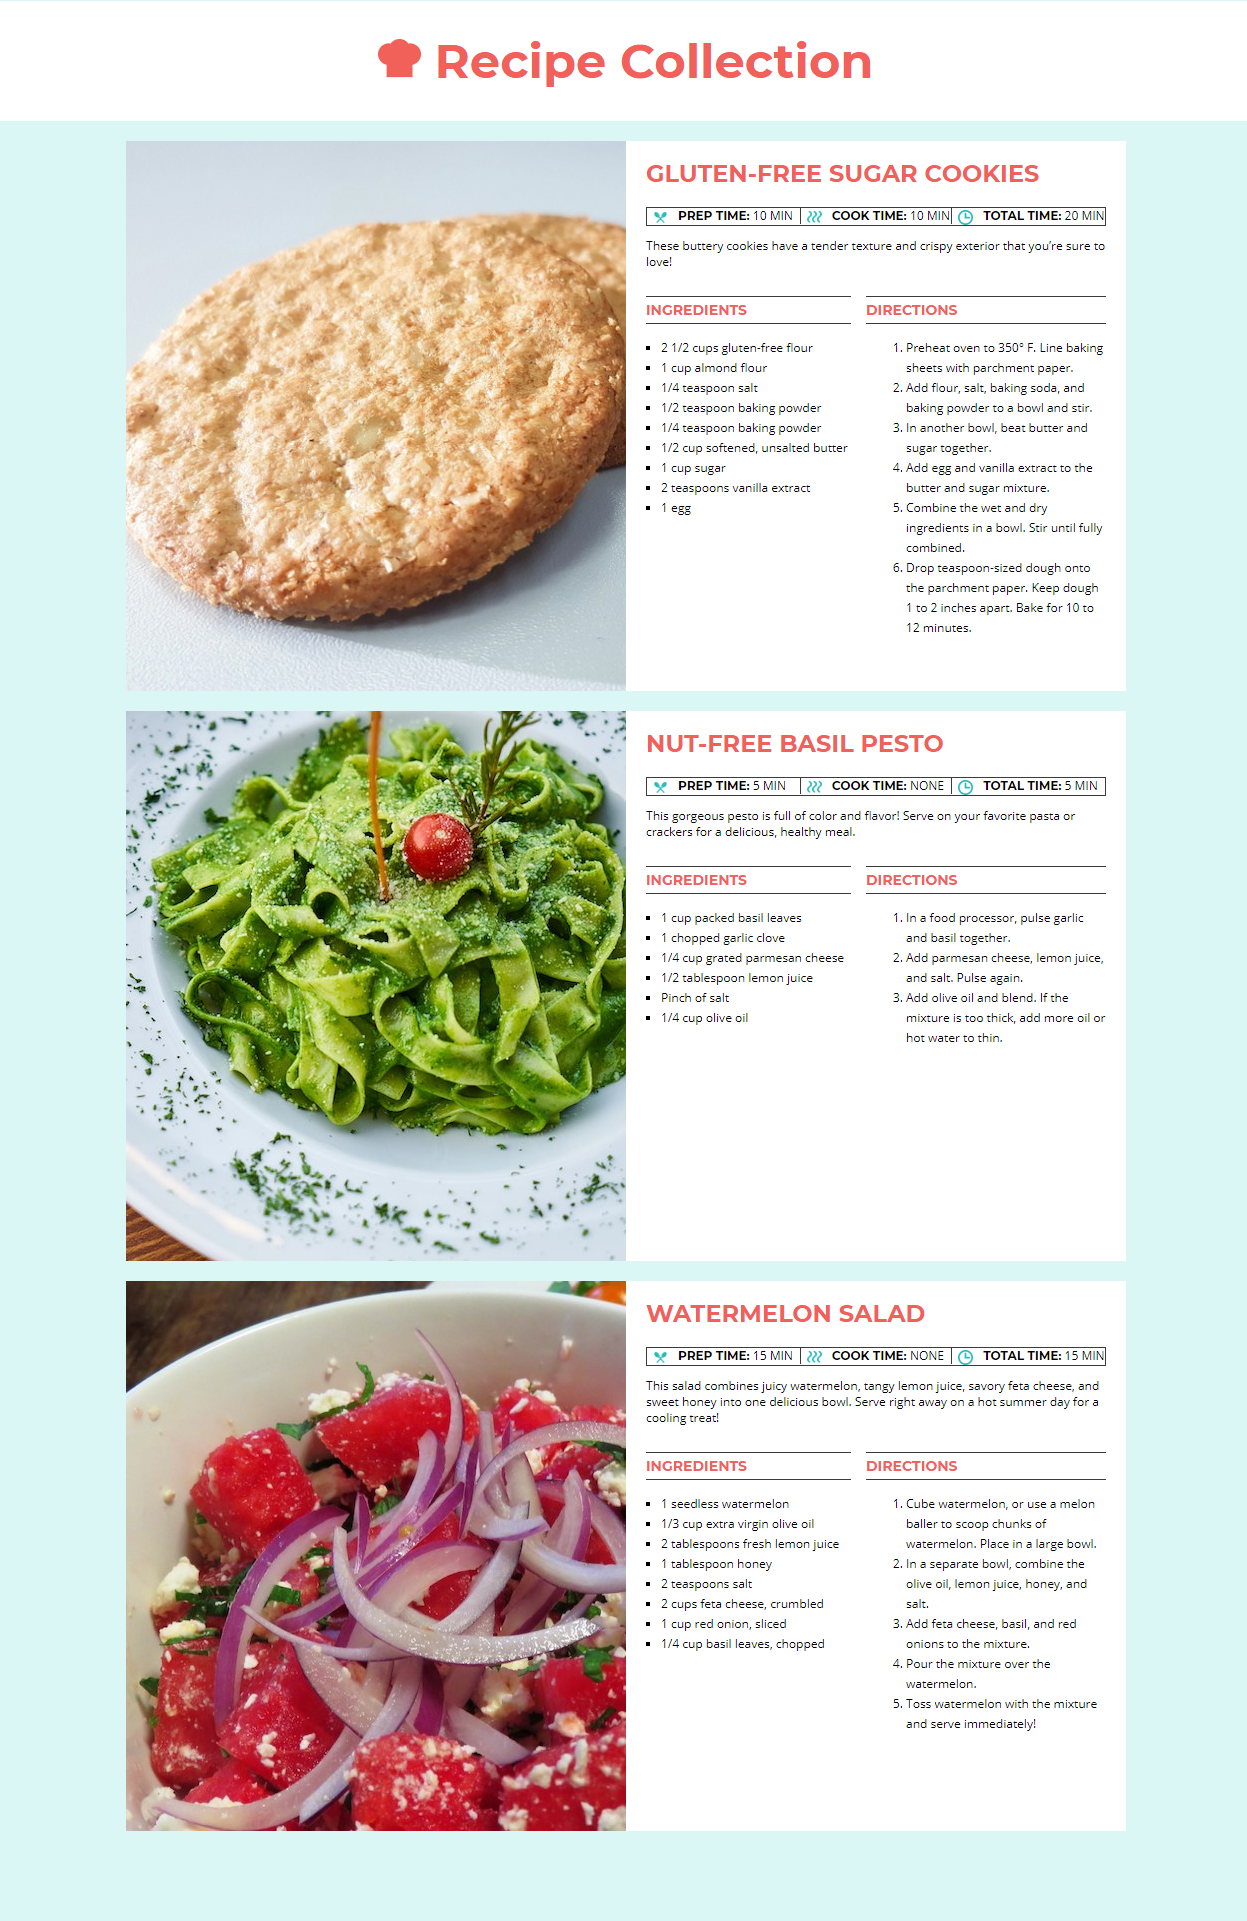 Recipe Collection
GLUTEN-FREE SUGAR COOKIES
PREP TIME: 10 MIN COOK TIME: 10 MIN TOTAL TIME: 20 MIN
These buttery cookies have a tender texture and crispy exterior that you're sure to
love!
INGREDIENTS
2 1/2 cups gluten-free flour
1 cup almond flour
1/4 teaspoon salt
1/2 teaspoon baking powder
1/4 teaspoon baking powder
1/2 cup softened, unsalted butter
1 cup sugar
2 teaspoons vanilla extract
1 egg
DIRECTIONS
1. Preheat oven to 350° F. Line baking
sheets with parchment paper.
2. Add flour, salt, baking soda, and
baking powder to a bowl and stir.
3. In another bowl, beat butter and
sugar together.
4. Add egg and vanilla extract to the
butter and sugar mixture.
5. Combine the wet and dry
ingredients in a bowl. Stir until fully
combined.
6. Drop teaspoon-sized dough onto
the parchment paper. Keep dough
1 to 2 inches apart. Bake for 10 to
12 minutes.
NUT-FREE BASIL PESTO
PREP TIME: 5 MIN COOK TIME: NONE TOTAL TIME: 5 MIN
This gorgeous pesto is full of color and flavor! Serve on your favorite pasta or
crackers for a delicious, healthy meal.
INGREDIENTS
1 cup packed basil leaves
1 chopped garlic clove
1/4 cup grated parmesan cheese
1/2 tablespoon lemon juice
Pinch of salt
1/4 cup olive oil
DIRECTIONS
1. In a food processor, pulse garlic
and basil together.
2. Add parmesan cheese, lemon juice,
and salt. Pulse again.
3. Add olive oil and blend. If the
mixture is too thick, add more oil or
hot water to thin.
WATERMELON SALAD
PREP TIME: 15 MIN COOK TIME: NONE TOTAL TIME: 15 MIN
This salad combines juicy watermelon, tangy lemon juice, savory feta cheese, and
sweet honey into one delicious bowl. Serve right away on a hot summer day for a
cooling treat!
INGREDIENTS
1 seedless watermelon
1/3 cup extra virgin olive oil
2 tablespoons fresh lemon juice
1 tablespoon honey
2 teaspoons salt
2 cups feta cheese, crumbled
1 cup red onion, sliced
1/4 cup basil leaves, chopped
DIRECTIONS
1. Cube watermelon, or use a melon
baller to scoop chunks of
watermelon. Place in a large bowl.
2. In a separate bowl, combine the
olive oil, lemon juice, honey, and
salt.
3. Add feta cheese, basil, and red
onions to the mixture.
4. Pour the mixture over the
watermelon.
5. Toss watermelon with the mixture
and serve immediately!